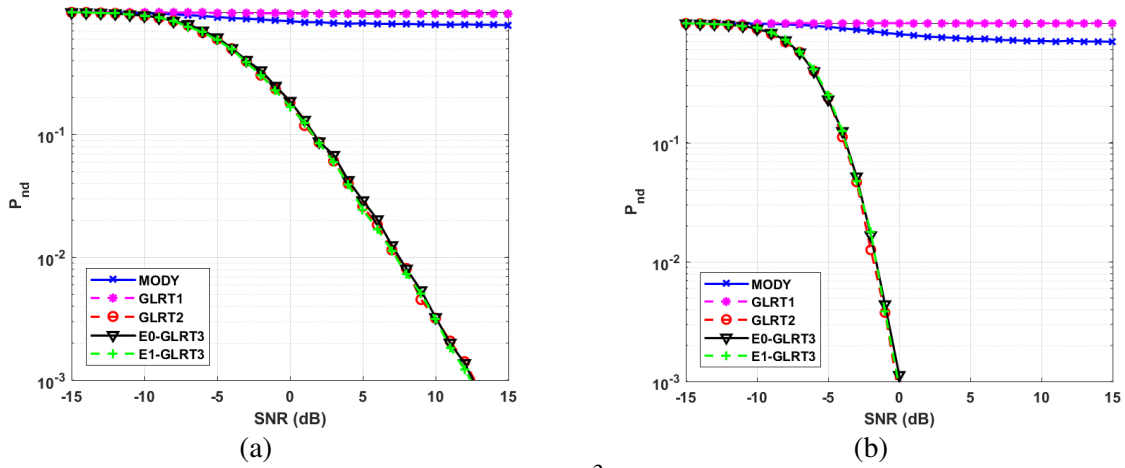 P_nd
10^-1
10^-2
10^-3
-15 -10 -5 0 5 10 15
SNR (dB)
MODY
GLRT1
GLRT2
E0-GLRT3
E1-GLRT3
(a)
P_nd
10^-1
10^-2
10^-3
-15 -10 -5 0 5 10 15
SNR (dB)
MODY
GLRT1
GLRT2
E0-GLRT3
E1-GLRT3
(b)